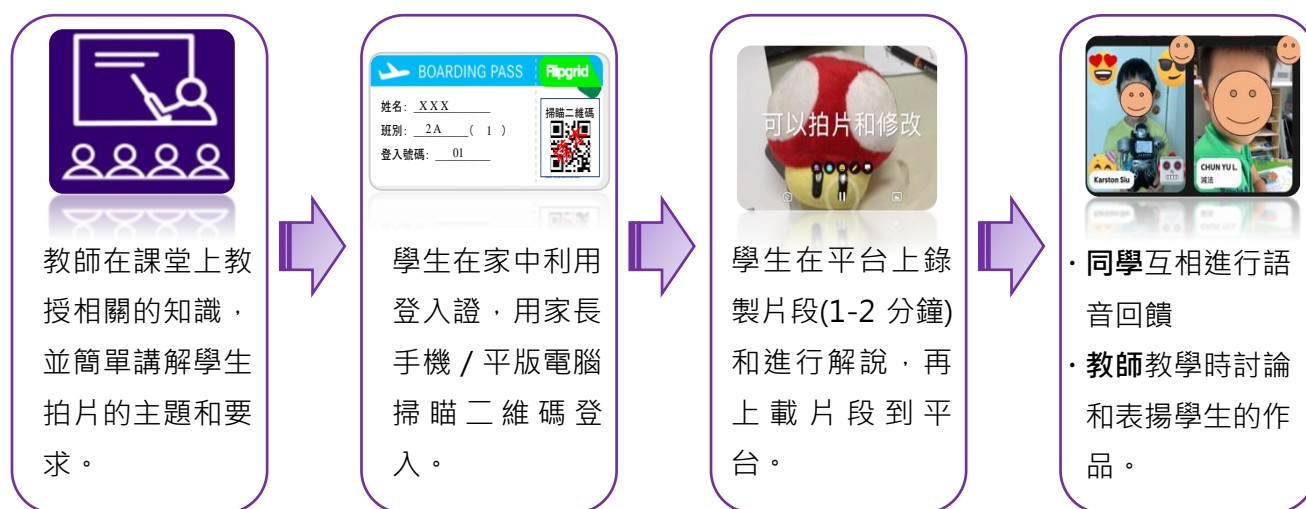 BOARDING PASS
Flipgrid
姓名: XXX
班別: 2A ( 1 )
登入號碼: 01
掃瞄二維碼
可以拍片和修改
Karston Siu
CHUN YU L.
減法
教師在課堂上教
授相關的知識，
並簡單講解學生
拍片的主題和要
求。
學生在家中利用
登入證，用家長
手機／平版電腦
掃瞄二維碼登
入。
學生在平台上錄
製片段(1-2 分鐘)
和進行解說，再
上載片段到平
台。
·同學互相進行語
音回饋
·教師教學時討論
和表揚學生的作
品。